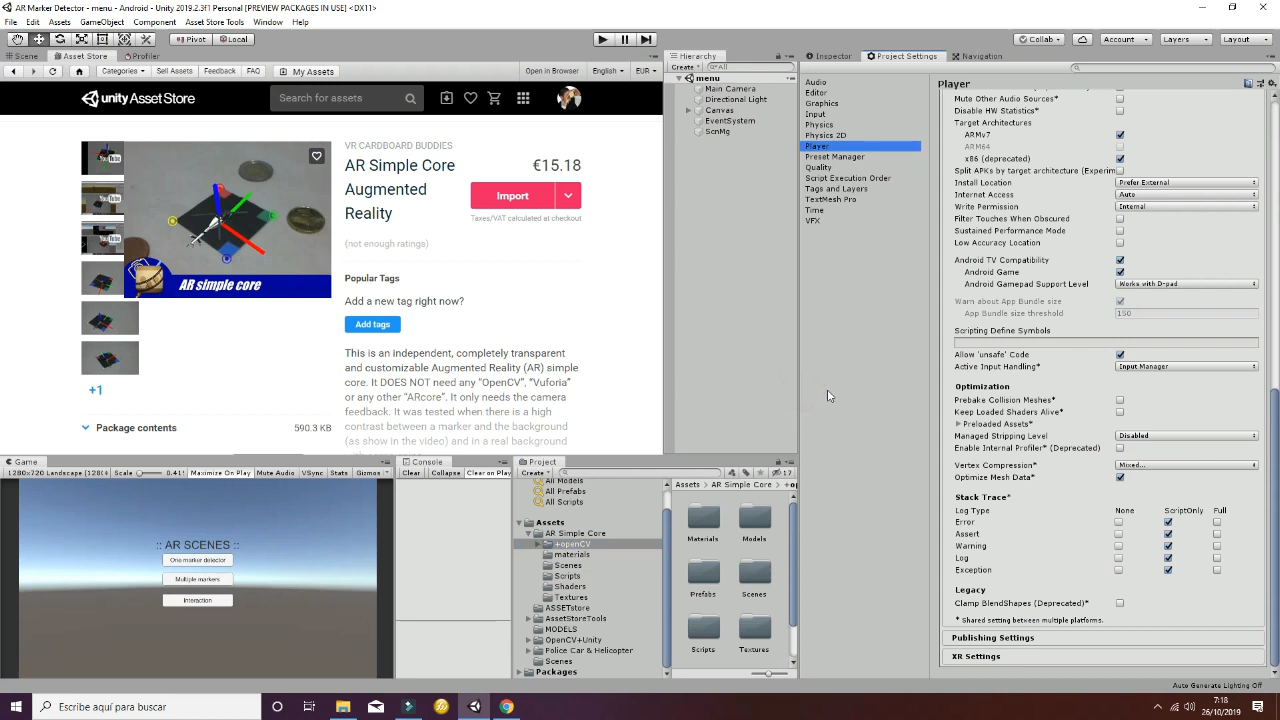 AR Marker Detector - menu - Android - Unity 2019.2.3f1 Personal [PREVIEW PACKAGES IN USE] <DX11>
File Edit Assets GameObject Component Services Tools Asset Store Tools Window Help
Pivot Local Collab Account Layers Layout
Scene Asset Store Profiler
Categories Sell Assets Feedback FAQ My Assets Open in Browser English EUR
unity Asset Store Search for assets
YouTube
YouTube
YouTube
AR simple core
+1
VR CARDBOARD BUDDIES
AR Simple Core
Augmented
Reality
€15.18
Import
Taxes/VAT calculated at checkout
(not enough ratings)
Popular Tags
Add a new tag right now?
Add tags
This is an independent, completely transparent
and customizable Augmented Reality (AR) simple
core. It DOES NOT need any "OpenCV", "Vuforia"
or any other "ARcore". It only needs the camera
feedback. It was tested when there is a high
contrast between a marker and the background
(as show in the video) and in a real background
Package contents 590.3 KB
Hierarchy
Create All
menu
Main Camera
Directional Light
Canvas
EventSystem
ScnMg
Inspector Project Settings Navigation
Audio
Editor
Graphics
Input
Physics
Physics 2D
Player
Preset Manager
Quality
Script Execution Order
Tags and Layers
TextMesh Pro
Time
VFX
Player
Mute Other Audio Sources*
Disable HW Statistics*
Target Architectures
ARMv7
ARM64
x86 (deprecated)
Split APKs by target architecture (Experim
Install Location Prefer External
Internet Access Auto
Write Permission Internal
Filter Touches When Obscured
Sustained Performance Mode
Low Accuracy Location
Android TV Compatibility
Android Game
Android Gamepad Support Level Works with D-pad
Warn about App Bundle size
App Bundle size threshold 150
Scripting Define Symbols
Allow 'unsafe' Code
Active Input Handling* Input Manager
Optimization
Prebake Collision Meshes*
Keep Loaded Shaders Alive*
Preloaded Assets*
Managed Stripping Level Disabled
Enable Internal Profiler* (Deprecated)
Vertex Compression* Mixed...
Optimize Mesh Data*
Stack Trace*
Log Type None ScriptOnly Full
Error
Assert
Warning
Log
Exception
Legacy
Clamp BlendShapes (Deprecated)*
* Shared setting between multiple platforms.
Publishing Settings
XR Settings
Game
1280x720 Landscape (1280x Scale 0.41 Maximize On Play Mute Audio VSync Stats Gizmos
:: AR SCENES ::
One marker detector
Multiple markers
Interaction
Console
Clear Collapse Clear on Play
Project
Create 17
All Models
All Prefabs
All Scripts
Assets
AR Simple Core
+openCV
materials
Scenes
Scripts
Shaders
Textures
ASSETstore
AssetStoreTools
MODELS
OpenCV+Unity
Police Car & Helicopter
Scenes
Packages
Assets AR Simple Core +o
Materials Models
Prefabs Scenes
Scripts Textures
Auto Generate Lighting Off
Escribe aquí para buscar
7:18
26/10/2019